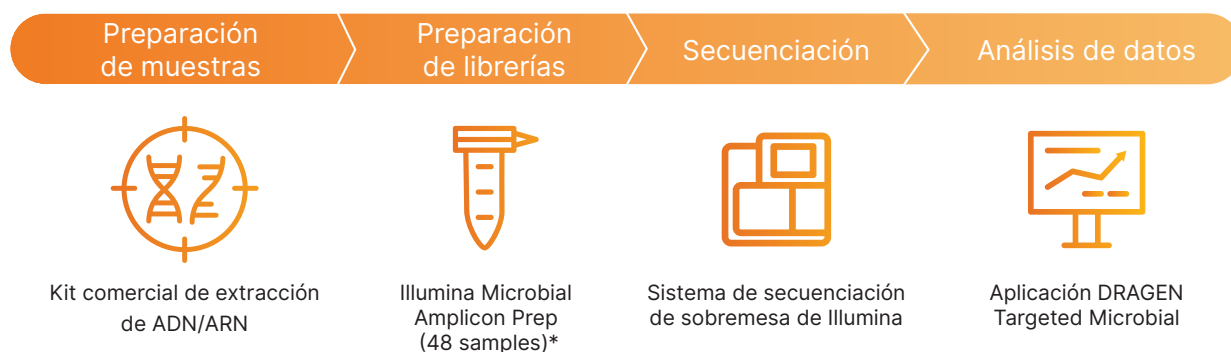 Preparación
de muestras
Preparación
de librerías
Secuenciación
Análisis de datos
Kit comercial de extracción
de ADN/ARN
Illumina Microbial
Amplicon Prep
(48 samples)*
Sistema de secuenciación
de sobremesa de Illumina
Aplicación DRAGEN
Targeted Microbial